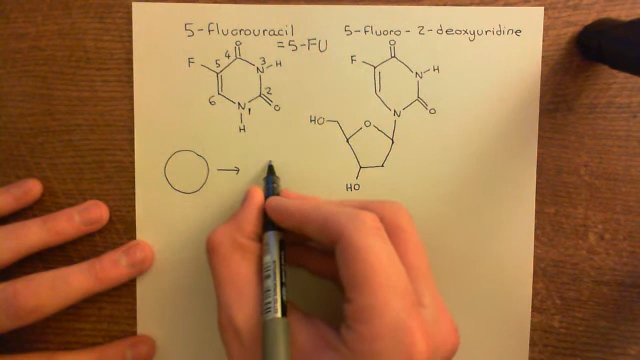 5-fluorouracil
=5-FU
5-fluoro-2-deoxyuridine
O
F
5
4
3
N-H
2
6
N
1
O
H
O
F
N-H
N
O
HO
O
HO